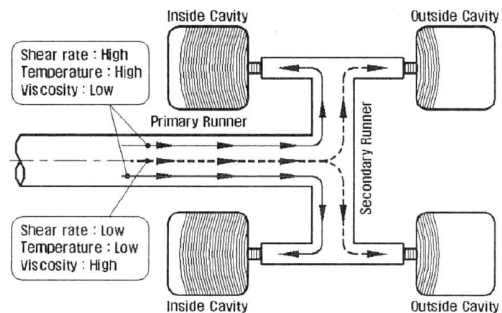 Inside Cavity
Outside Cavity
Shear rate : High
Temperature : High
Viscosity : Low
Primary Runner
Secondary Runner
Shear rate : Low
Temperature : Low
Viscosity : High
Inside Cavity
Outside Cavity